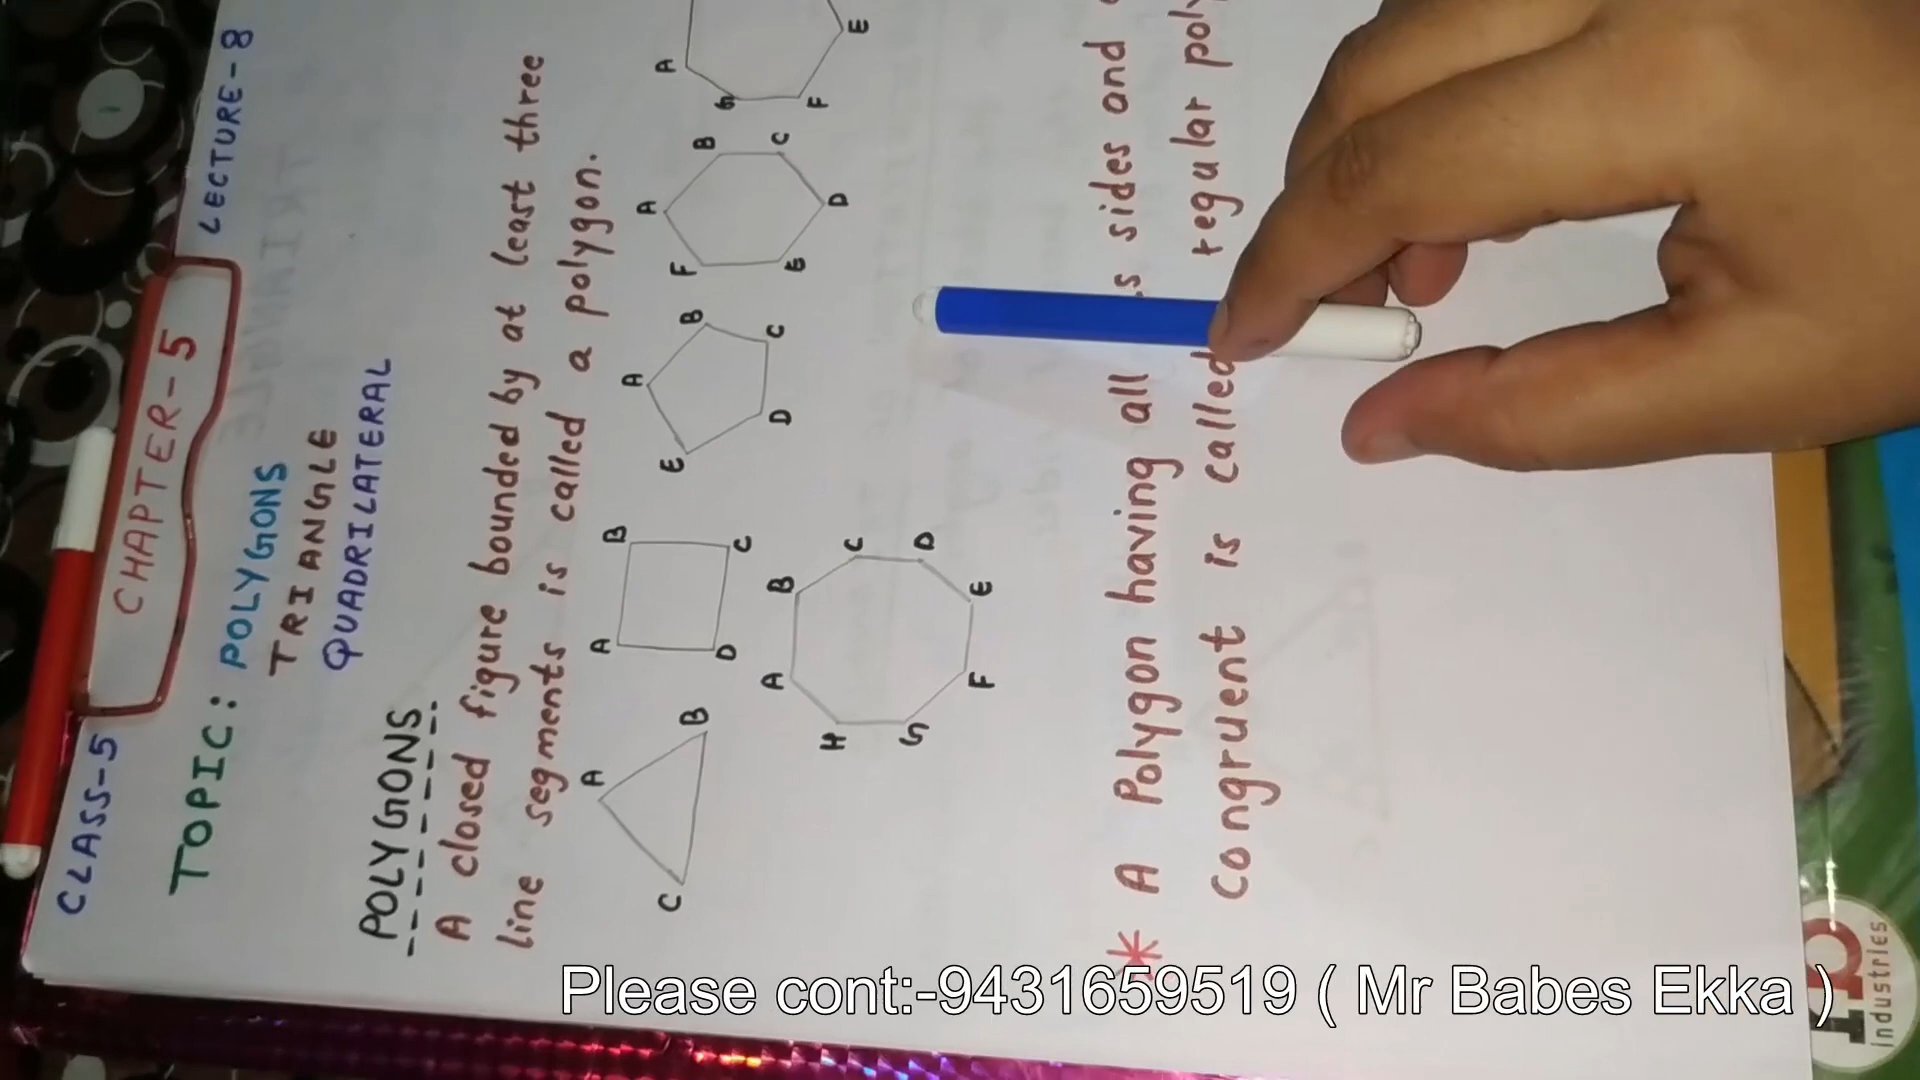 CLASS-5
CHAPTER-5
LECTURE-8
TOPIC: POLYGONS
TRIANGLE
QUADRILATERAL
POLYGONS
A closed figure bounded by at least three
line segments is called a polygon.
A
B
C
A
B
C
D
A
B
C
D
E
A
B
C
D
E
F
A
E
F
G
A
B
C
D
E
F
G
H
* A Polygon having all sides and
Congruent is called regular
Please cont:-9431659519 ( Mr Babes Ekka )
Industries